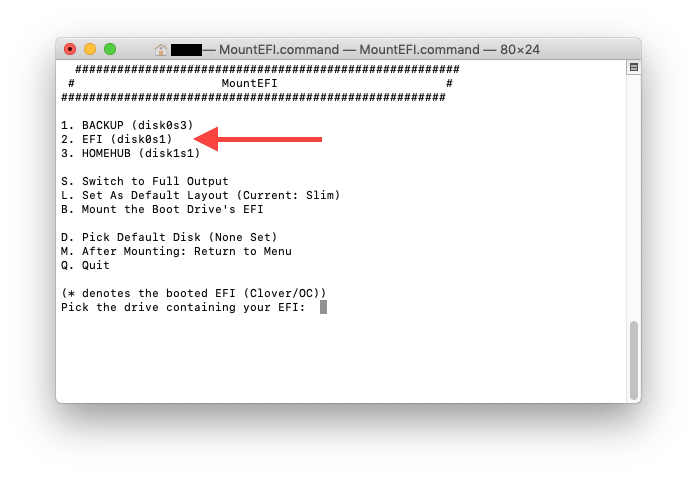 — MountEFI.command — MountEFI.command — 80×24
#######################################################
# MountEFI #
#######################################################
1. BACKUP (disk0s3)
2. EFI (disk0s1)
3. HOMEHUB (disk1s1)
S. Switch to Full Output
L. Set As Default Layout (Current: Slim)
B. Mount the Boot Drive's EFI
D. Pick Default Disk (None Set)
M. After Mounting: Return to Menu
Q. Quit
(* denotes the booted EFI (Clover/OC))
Pick the drive containing your EFI: